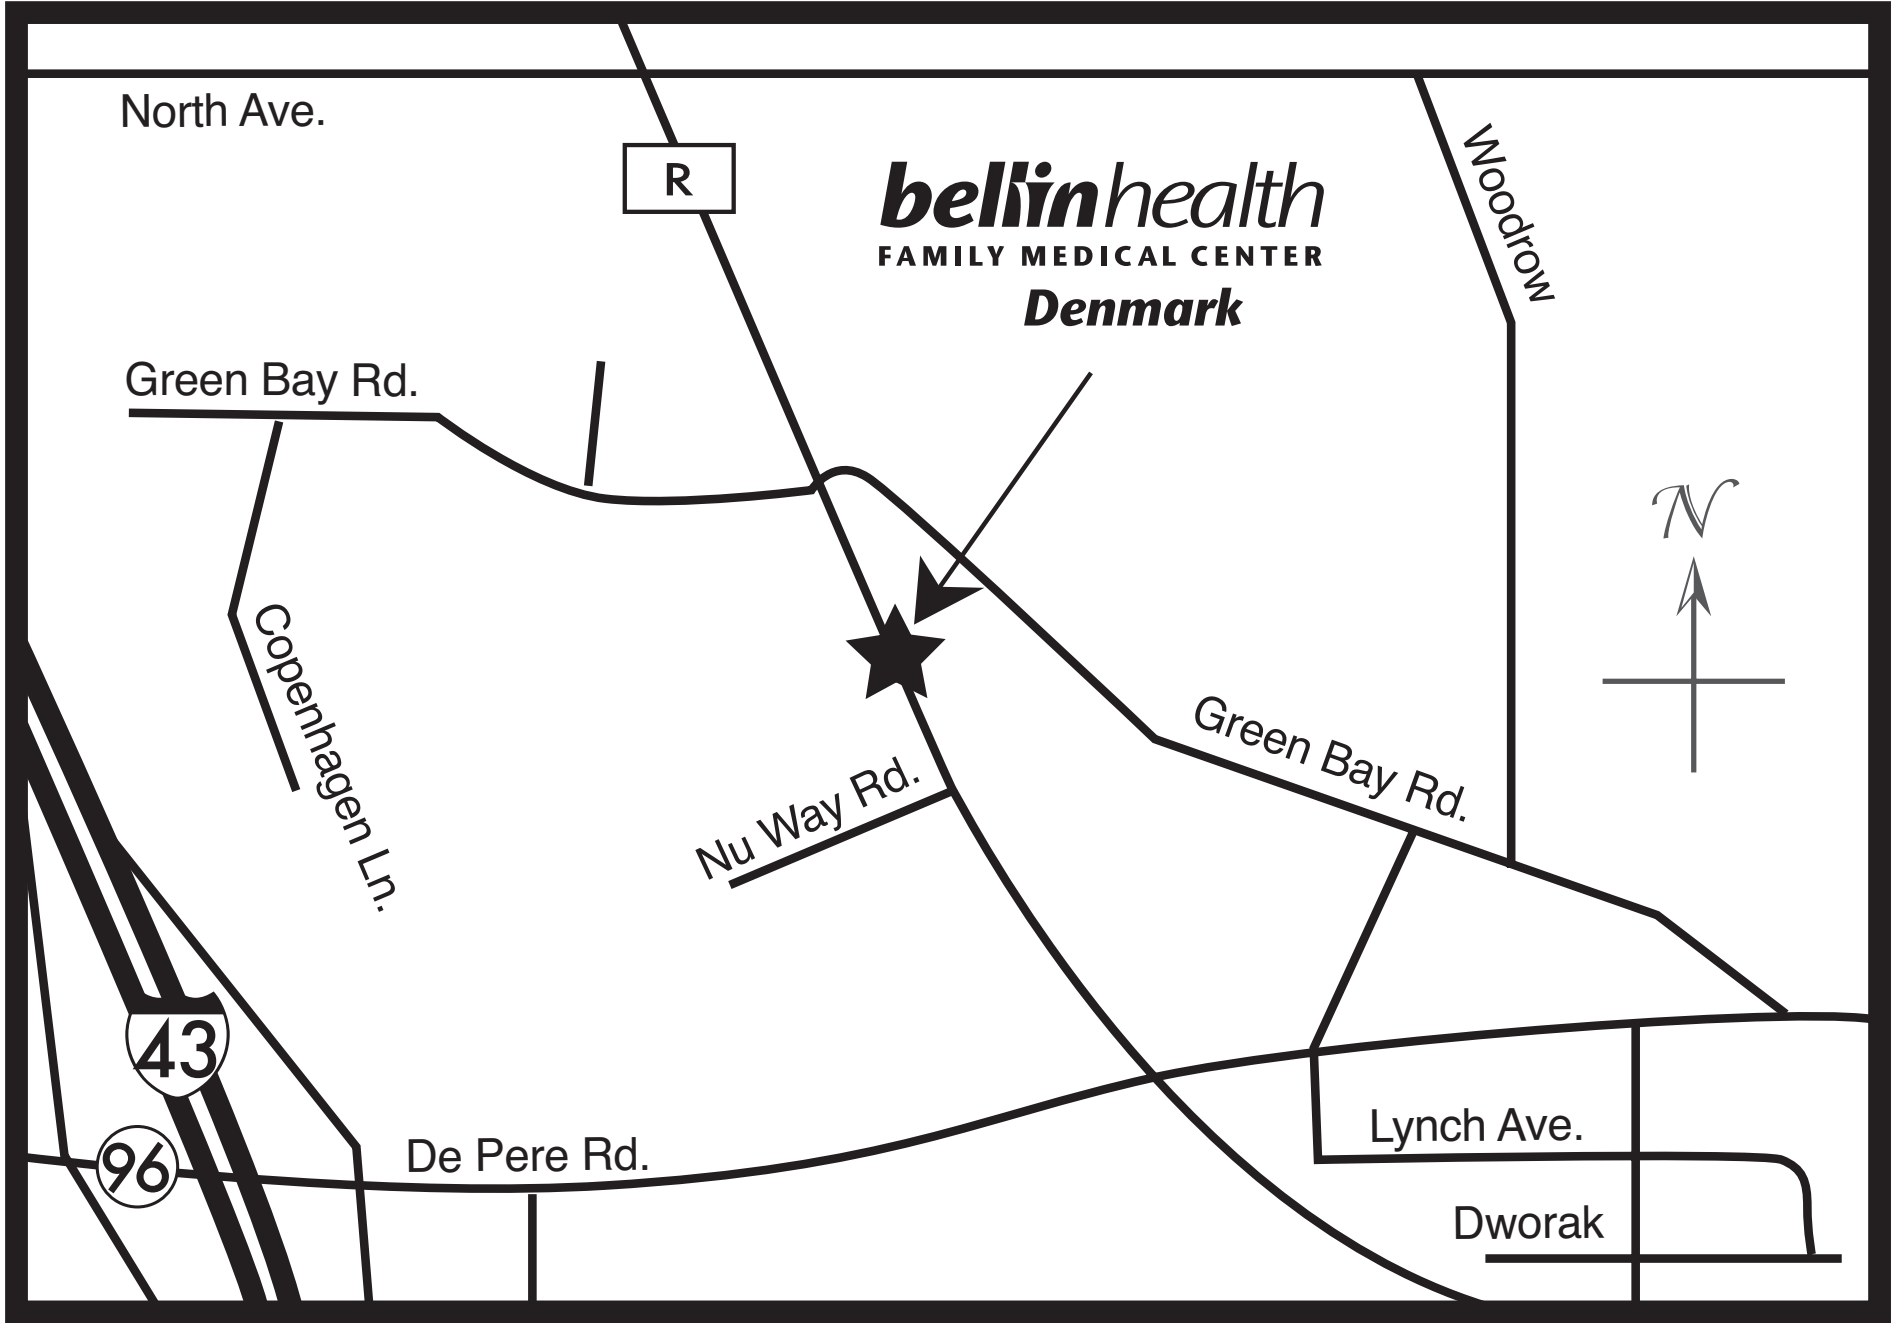 North Ave.
R
bellinhealth
FAMILY MEDICAL CENTER
Denmark
Woodrow
Green Bay Rd.
N
Copenhagen Ln.
Green Bay Rd.
Nu Way Rd.
43
96
De Pere Rd.
Lynch Ave.
Dworak